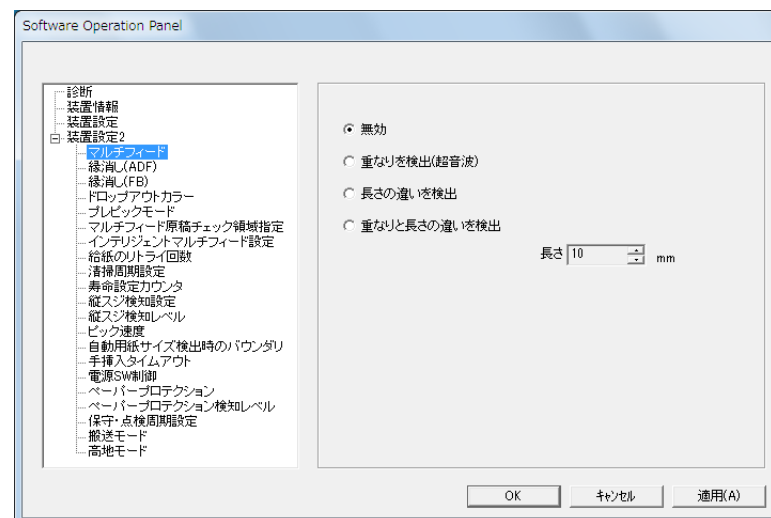 Software Operation Panel
診断
装置情報
装置設定
装置設定2
マルチフィード
縁消し(ADF)
縁消し(FB)
ドロップアウトカラー
プレピックモード
マルチフィード原稿チェック領域指定
インテリジェントマルチフィード設定
給紙のリトライ回数
清掃周期設定
寿命設定カウンタ
縦スジ検知設定
縦スジ検知レベル
ピック速度
自動用紙サイズ検出時のバウンダリ
手挿入タイムアウト
電源SW制御
ペーパープロテクション
ペーパープロテクション検知レベル
保守・点検周期設定
搬送モード
高地モード
無効
重なりを検出(超音波)
長さの違いを検出
重なりと長さの違いを検出
長さ 10 mm
OK キャンセル 適用(A)